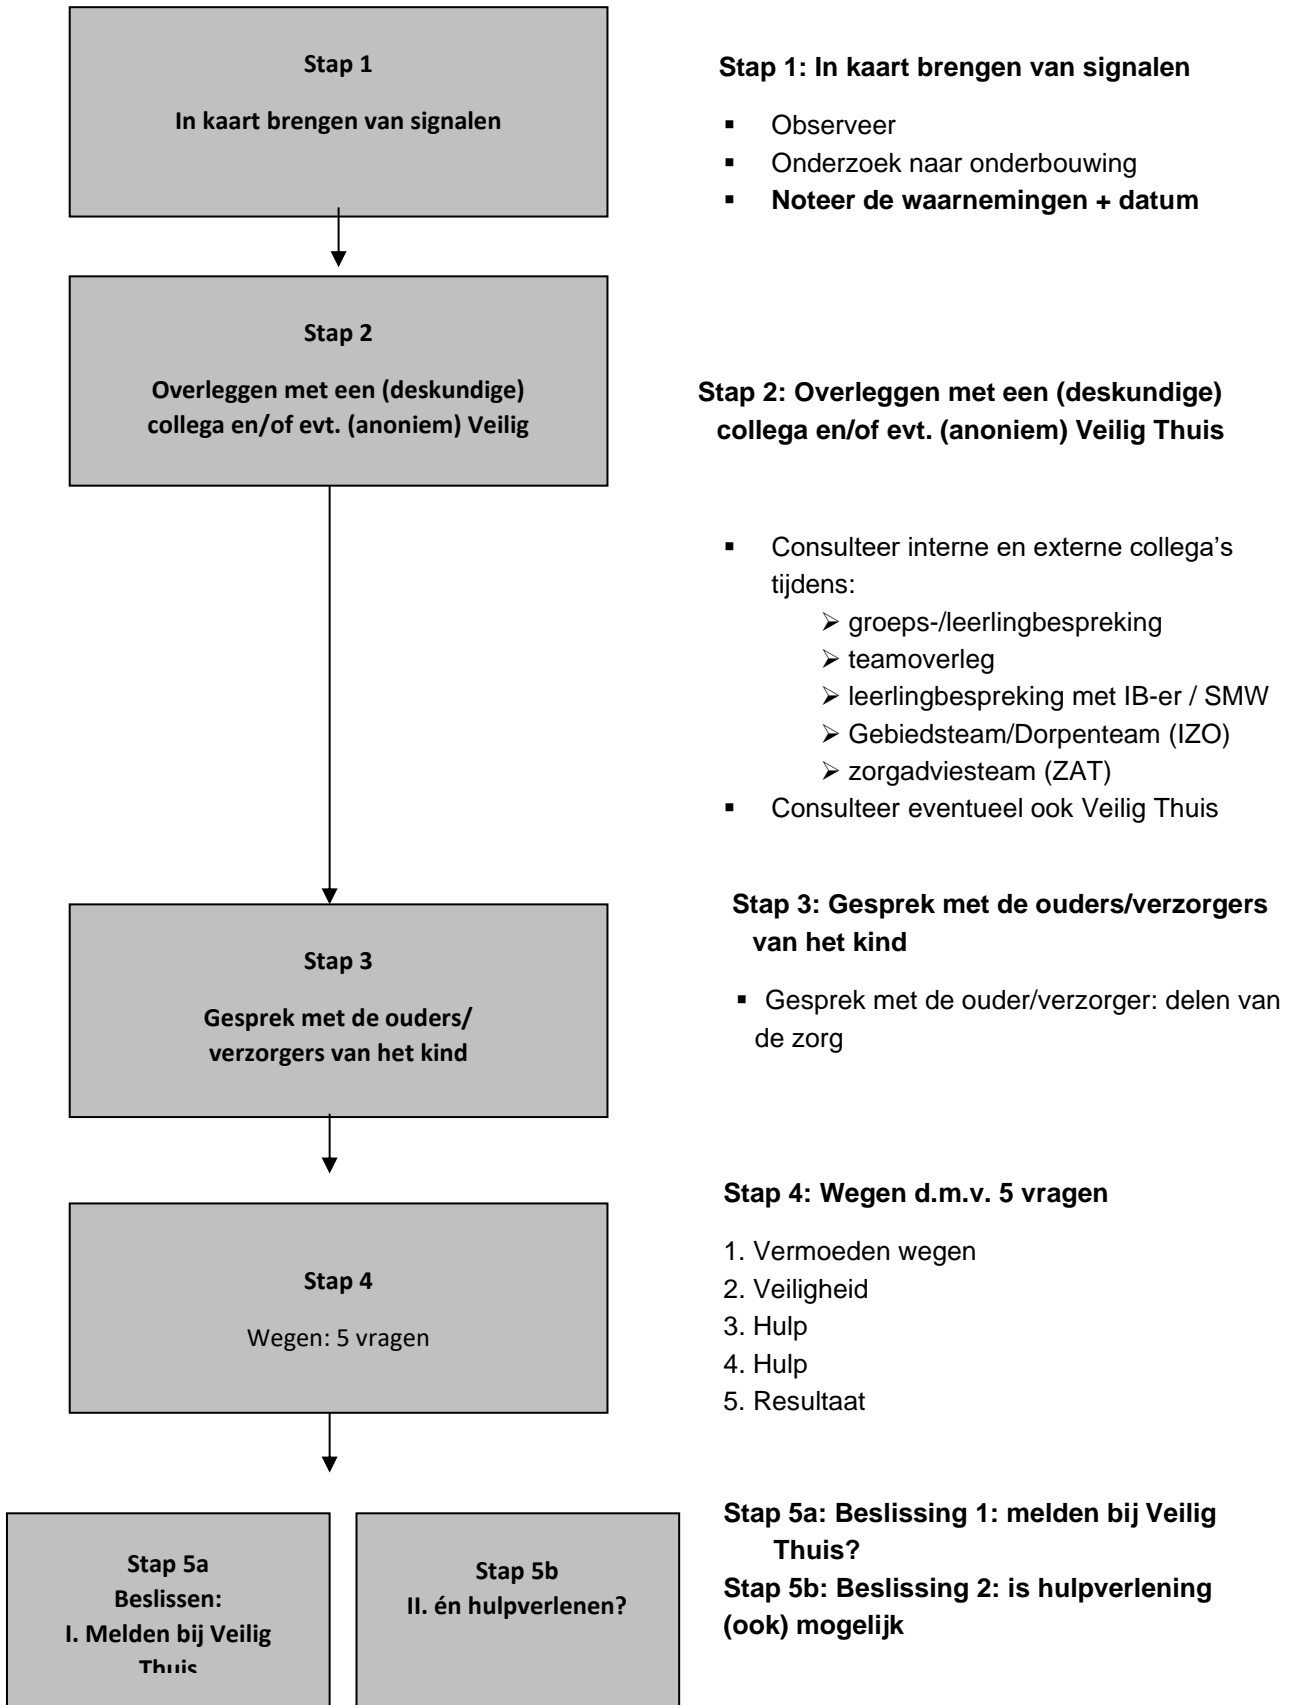 Stap 1
In kaart brengen van signalen
Stap 1: In kaart brengen van signalen
▪ Observeer
▪ Onderzoek naar onderbouwing
▪ Noteer de waarnemingen + datum
Stap 2
Overleggen met een (deskundige)
collega en/of evt. (anoniem) Veilig
Stap 2: Overleggen met een (deskundige)
collega en/of evt. (anoniem) Veilig Thuis
▪ Consulteer interne en externe collega’s
tijdens:
➢ groeps-/leerlingbespreking
➢ teamoverleg
➢ leerlingbespreking met IB-er / SMW
➢ Gebiedsteam/Dorpenteam (IZO)
➢ zorgadviesteam (ZAT)
▪ Consulteer eventueel ook Veilig Thuis
Stap 3
Gesprek met de ouders/
verzorgers van het kind
Stap 3: Gesprek met de ouders/verzorgers
van het kind
▪ Gesprek met de ouder/verzorger: delen van
de zorg
Stap 4
Wegen: 5 vragen
Stap 4: Wegen d.m.v. 5 vragen
1. Vermoeden wegen
2. Veiligheid
3. Hulp
4. Hulp
5. Resultaat
Stap 5a
Beslissen:
I. Melden bij Veilig
Thuis
Stap 5b
II. én hulpverlenen?
Stap 5a: Beslissing 1: melden bij Veilig
Thuis?
Stap 5b: Beslissing 2: is hulpverlening
(ook) mogelijk